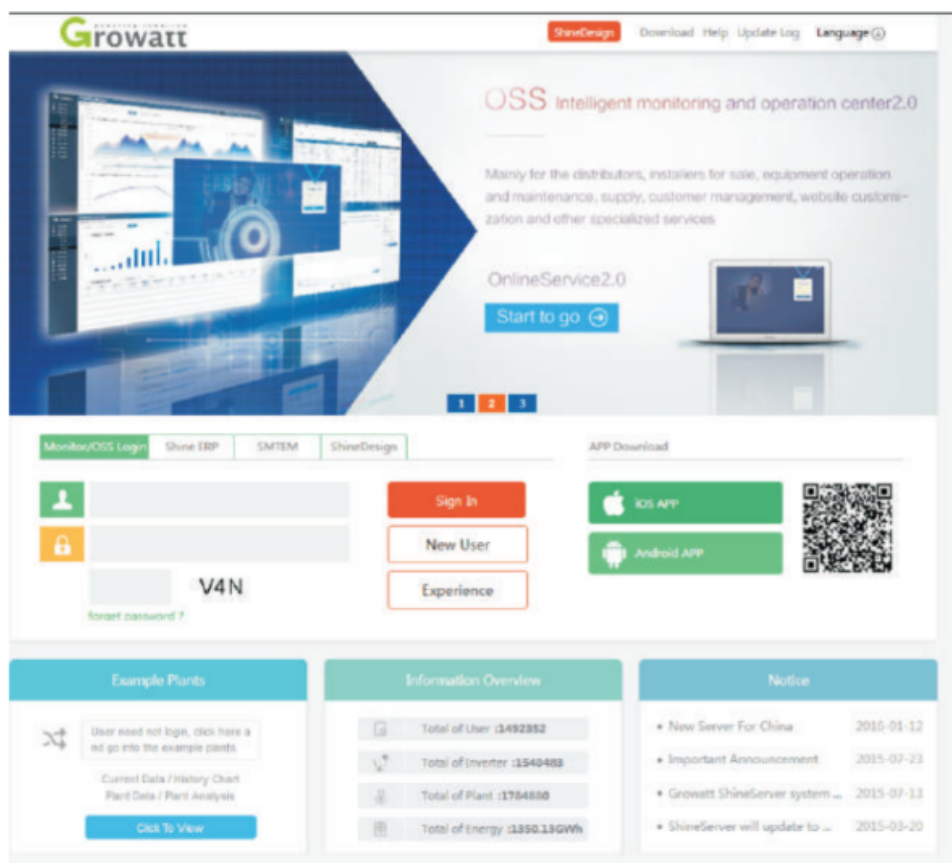 Growatt
ShineDesign Download Help Update Log Language
OSS Intelligent monitoring and operation center2.0
Mainly for the distributors, installers for sale, equipment operation
and maintenance, supply, customer management, website custom-
zation and other specialized services
OnlineService2.0
Start to go
1 2 3
Monitor/OSS Login Shine ERP SMTEM ShineDesign
APP Download
Sign In
iOS APP
New User
Android APP
V4N
Experience
forget password ?
Example Plants
User need not login, click here a
nd go into the example plants
Current Data / History Chart
Plant Data / Plant Analysis
Click To View
Information Overview
Total of User :1492352
Total of Inverter :1540483
Total of Plant :1784880
Total of Energy :1350.13GWh
Notice
• New Server For China 2016-01-12
• Important Announcement 2015-07-23
• Growatt ShineServer system ... 2015-07-13
• ShineServer will update to ... 2015-03-20